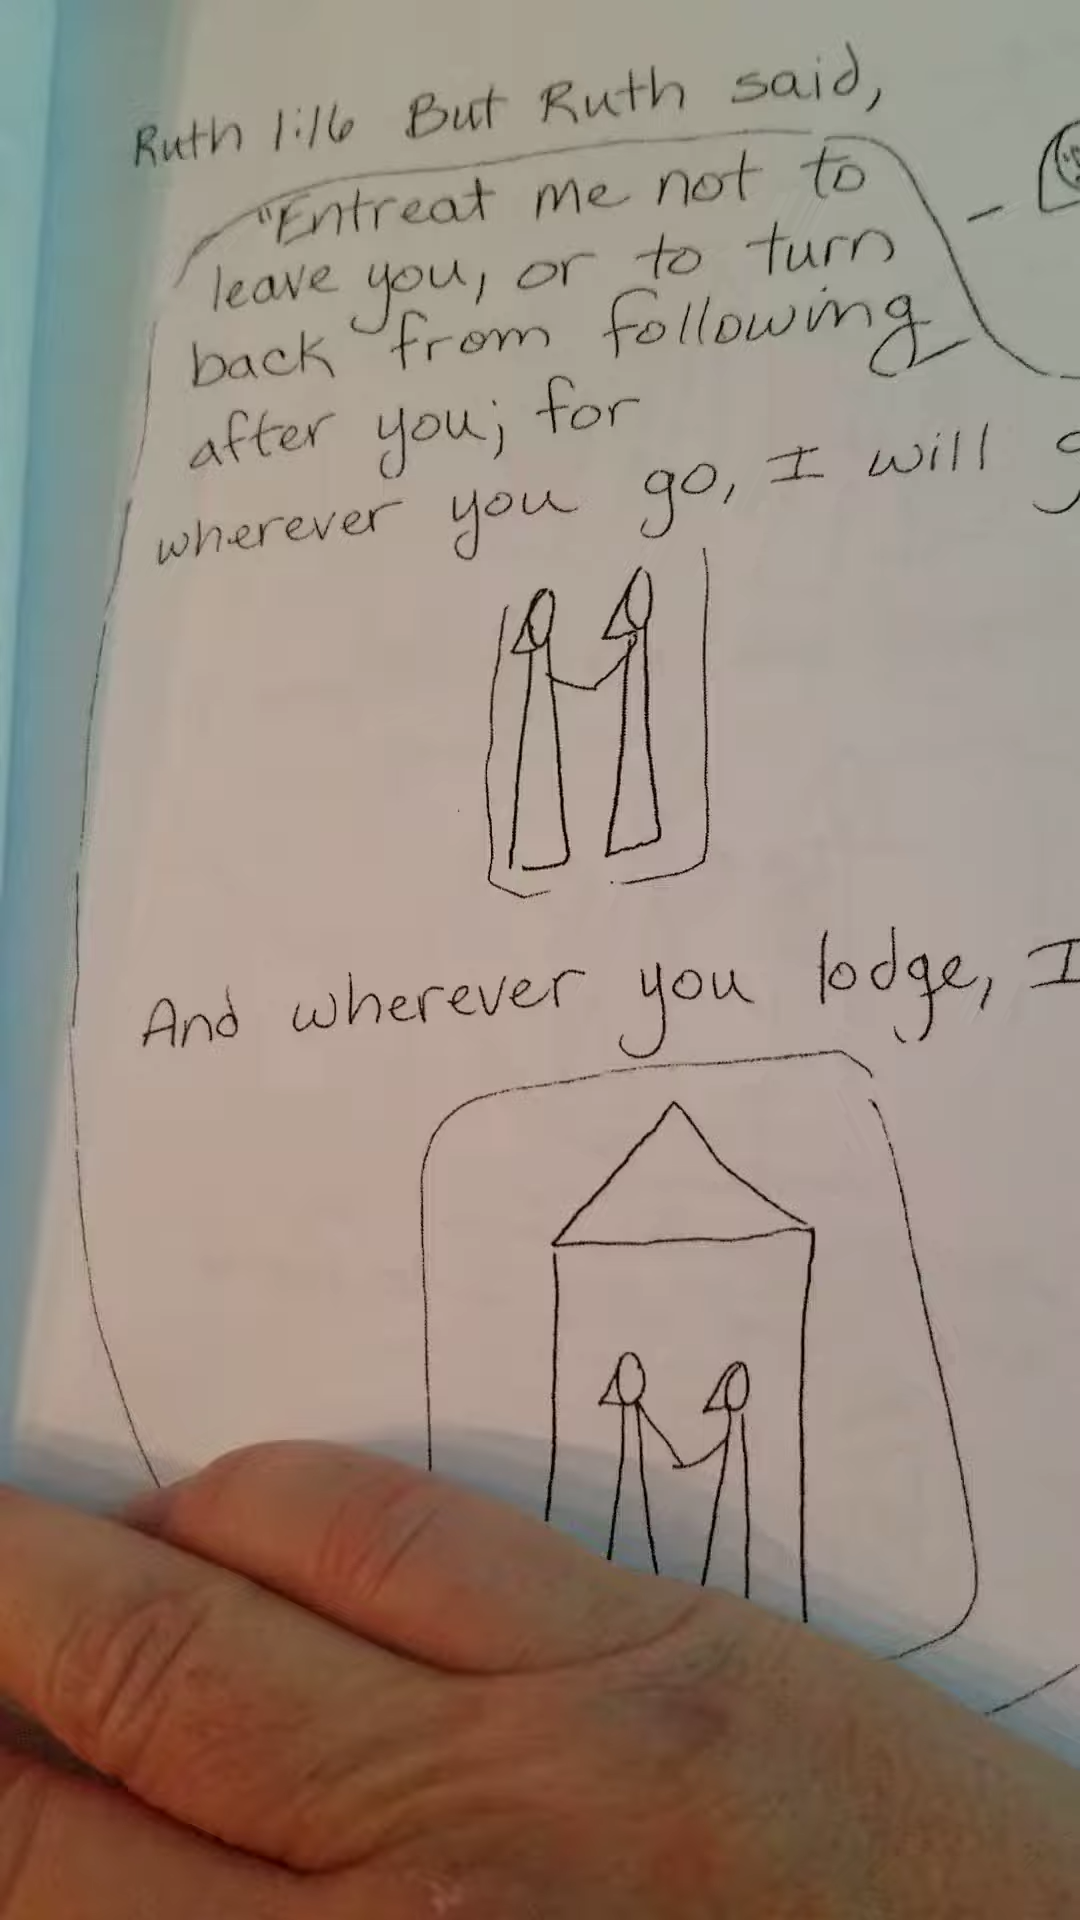 Ruth 1:16 But Ruth said,
"Entreat me not to
leave you, or to turn
back from following
after you; for
wherever you go, I will
And wherever you lodge, I